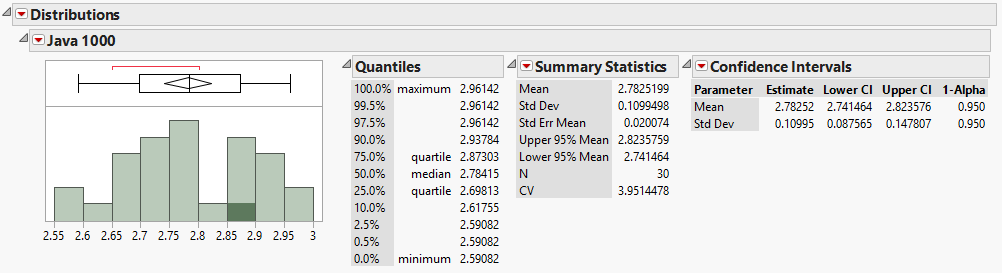 Distributions
Java 1000
2.55 2.6 2.65 2.7 2.75 2.8 2.85 2.9 2.95 3
Quantiles
100.0% maximum 2.96142
99.5% 2.96142
97.5% 2.96142
90.0% 2.93784
75.0% quartile 2.87303
50.0% median 2.78415
25.0% quartile 2.69813
10.0% 2.61755
2.5% 2.59082
0.5% 2.59082
0.0% minimum 2.59082
Summary Statistics
Mean 2.7825199
Std Dev 0.1099498
Std Err Mean 0.020074
Upper 95% Mean 2.8235759
Lower 95% Mean 2.741464
N 30
CV 3.9514478
Confidence Intervals
Parameter Estimate Lower CI Upper CI 1-Alpha
Mean 2.78252 2.741464 2.823576 0.950
Std Dev 0.10995 0.087565 0.147807 0.950